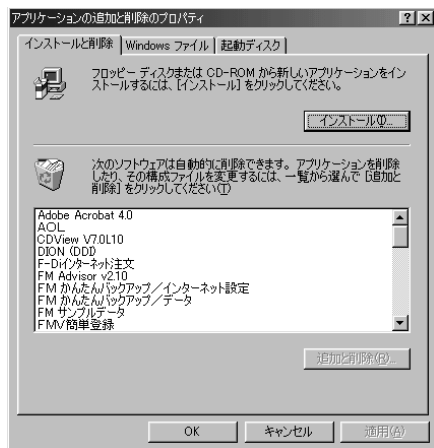 アプリケーションの追加と削除のプロパティ
インストールと削除
Windows ファイル
起動ディスク
フロッピー ディスクまたは CD-ROM から新しいアプリケーションをイン
ストールするには、[インストール] をクリックしてください。
インストール(I)...
次のソフトウェアは自動的に削除できます。アプリケーションを削除
したり、その構成ファイルを変更するには、一覧から選んで [追加と
削除] をクリックしてください(T)
Adobe Acrobat 4.0
AOL
CDView V7.0L10
DION (DDI)
F-Diインターネット注文
FM Advisor v2.10
FM かんたんバックアップ／インターネット設定
FM かんたんバックアップ／データ
FM サンプルデータ
FMV簡単登録
追加と削除(R)...
OK
キャンセル
適用(A)